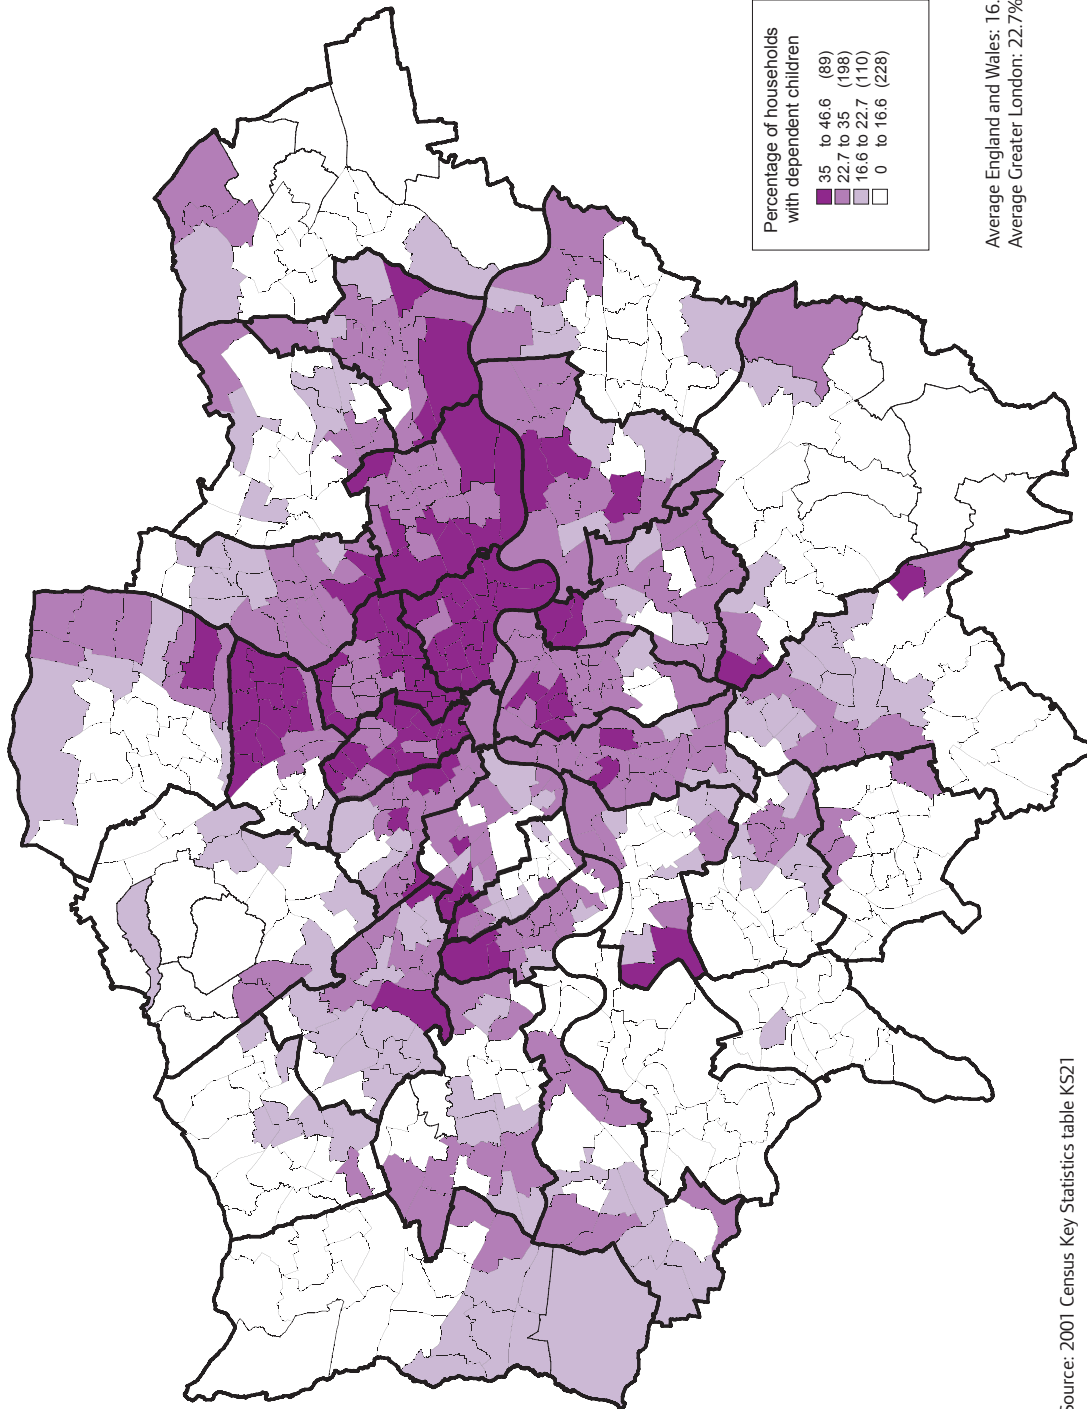 Percentage of households
with dependent children
35 to 46.6 (89)
22.7 to 35 (198)
16.6 to 22.7 (110)
0 to 16.6 (228)
Average England and Wales: 16.
Average Greater London: 22.7%
Source: 2001 Census Key Statistics table KS21